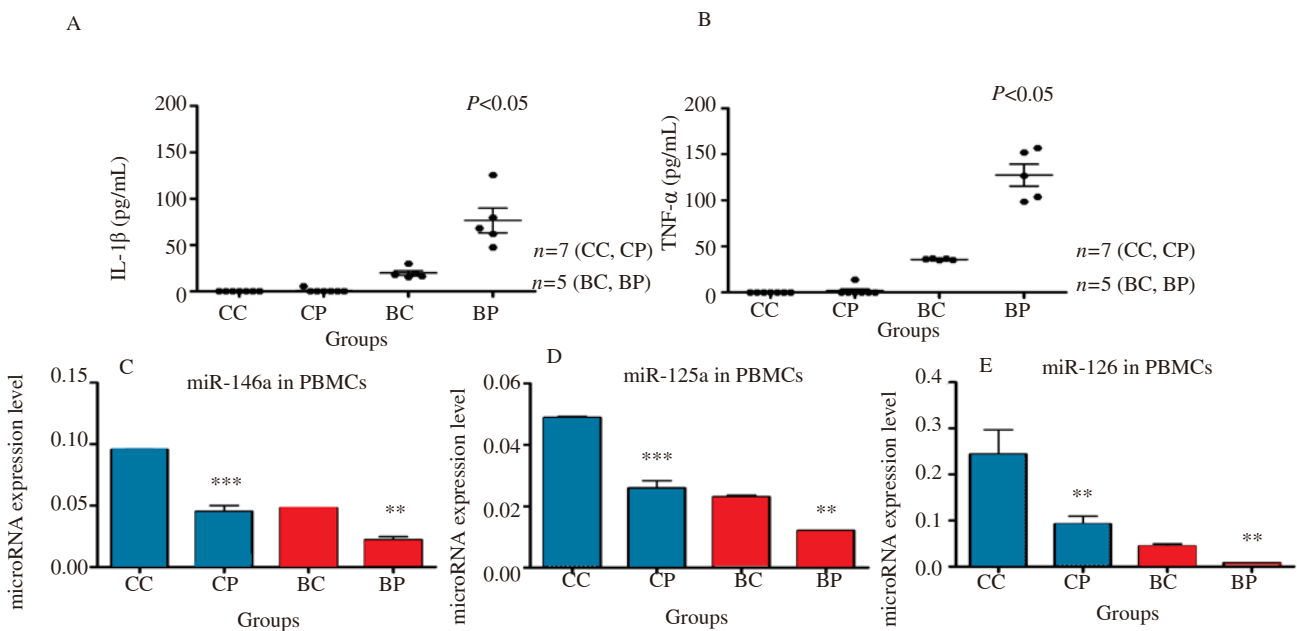 A
B
200
150
100
50
0
IL-1β (pg/mL)
P<0.05
n=7 (CC, CP)
n=5 (BC, BP)
CC CP BC BP
Groups
200
150
100
50
0
TNF-α (pg/mL)
P<0.05
n=7 (CC, CP)
n=5 (BC, BP)
CC CP BC BP
Groups
C
miR-146a in PBMCs
microRNA expression level
0.15
0.10
0.05
0.00
***
**
CC CP BC BP
Groups
D
miR-125a in PBMCs
microRNA expression level
0.06
0.04
0.02
0.00
***
**
CC CP BC BP
Groups
E
miR-126 in PBMCs
microRNA expression level
0.4
0.3
0.2
0.1
0.0
**
**
CC CP BC BP
Groups